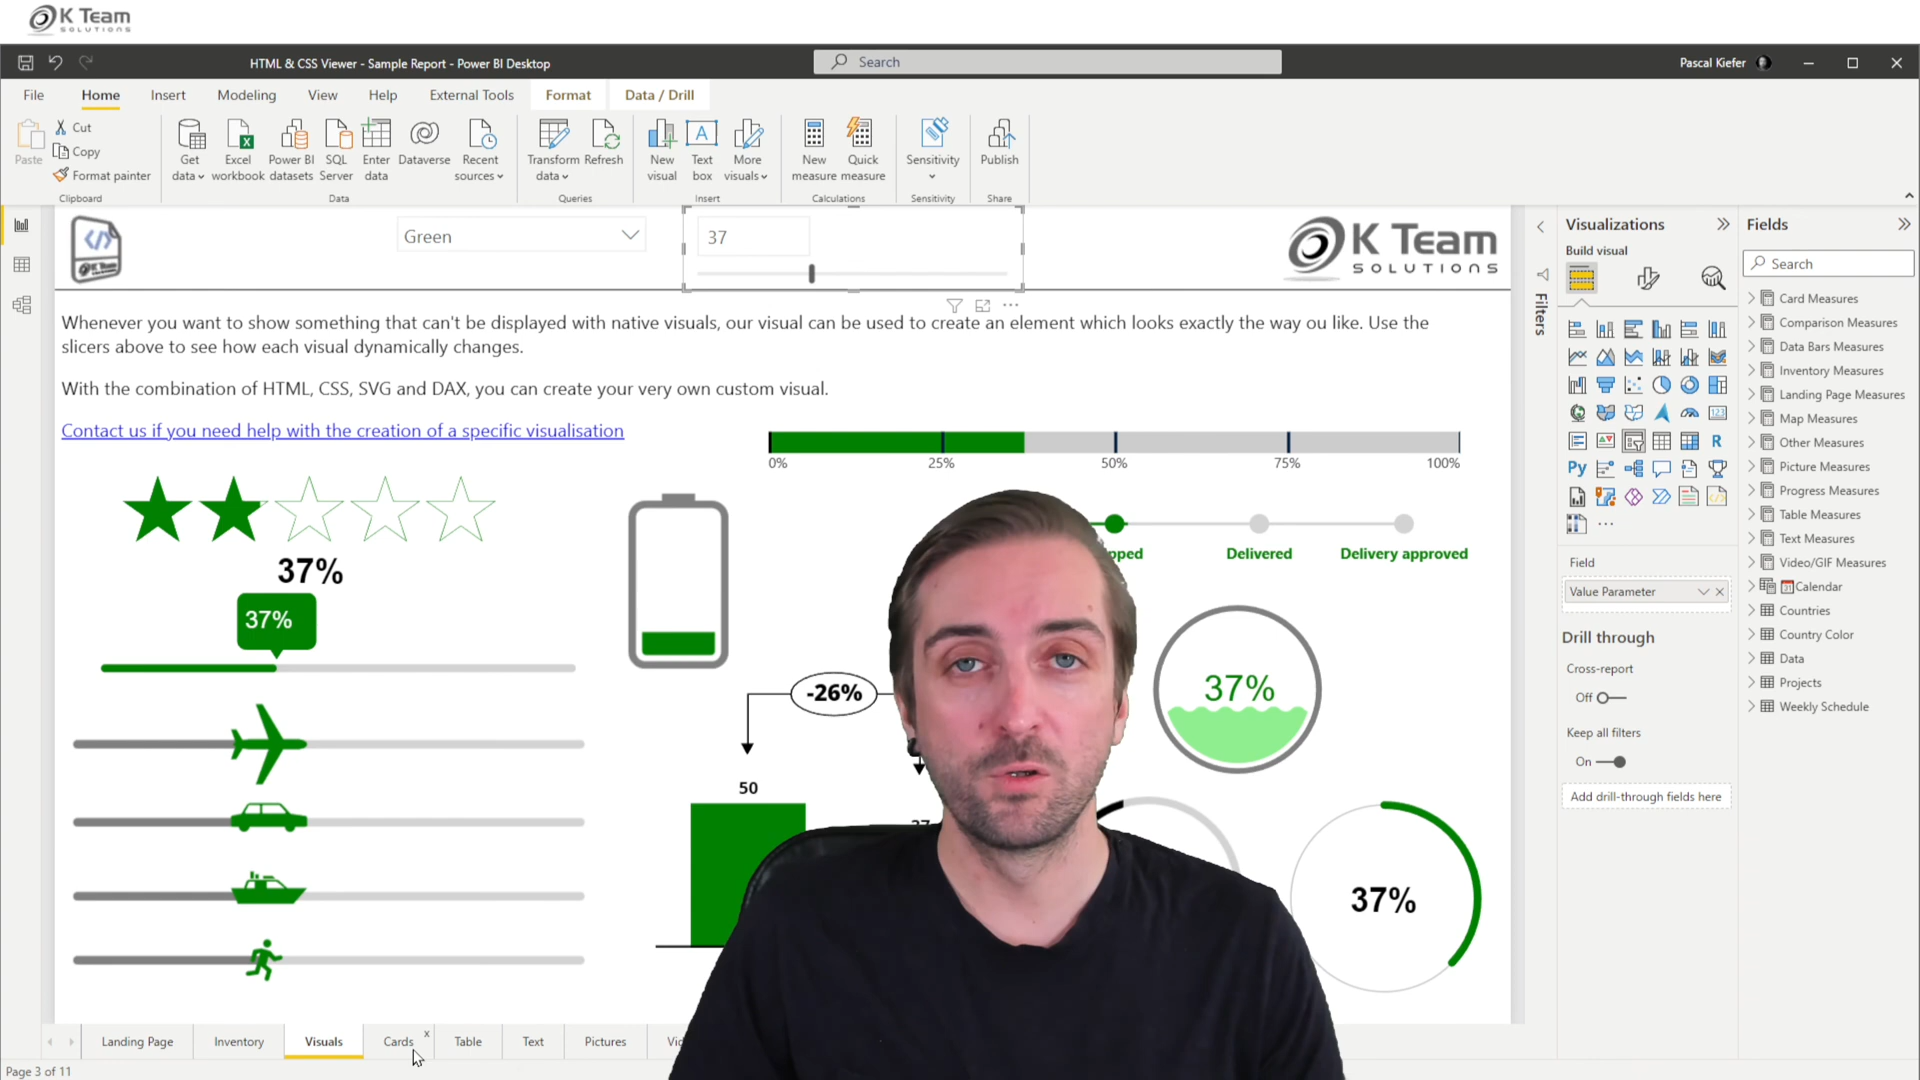 K Team
SOLUTIONS
HTML & CSS Viewer - Sample Report - Power BI Desktop
Search
Pascal Kiefer
File
Home
Insert
Modeling
View
Help
External Tools
Format
Data / Drill
Paste
Cut
Copy
Format painter
Get data
Excel workbook
Power BI datasets
SQL Server
Enter data
Dataverse
Recent sources
Transform data
Refresh
New visual
Text box
More visuals
New measure
Quick measure
Sensitivity
Publish
Clipboard
Data
Queries
Insert
Calculations
Sensitivity
Share
Green
37
K Team
SOLUTIONS
K Team
Whenever you want to show something that can't be displayed with native visuals, our visual can be used to create an element which looks exactly the way ou like. Use the
slicers above to see how each visual dynamically changes.
With the combination of HTML, CSS, SVG and DAX, you can create your very own custom visual.
Contact us if you need help with the creation of a specific visualisation
0%
25%
50%
75%
100%
37%
37%
Delivered
Delivery approved
-26%
37%
50
37%
Landing Page
Inventory
Visuals
Cards
Table
Text
Pictures
Page 3 of 11
Filters
Visualizations
Build visual
R
Py
Field
Value Parameter
Drill through
Cross-report
Off
Keep all filters
On
Add drill-through fields here
Fields
Search
Card Measures
Comparison Measures
Data Bars Measures
Inventory Measures
Landing Page Measures
Map Measures
Other Measures
Picture Measures
Progress Measures
Table Measures
Text Measures
Video/GIF Measures
Calendar
Countries
Country Color
Data
Projects
Weekly Schedule